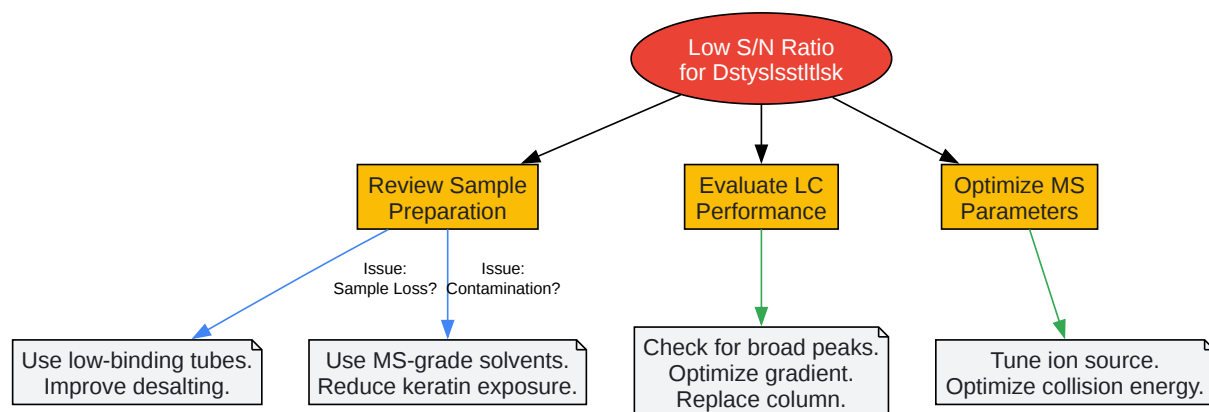 Low S/N Ratio
for Dstyslsstltlsk
Review Sample
Preparation
Evaluate LC
Performance
Optimize MS
Parameters
Issue:
Sample Loss?
Issue:
Contamination?
Use low-binding tubes.
Improve desalting.
Use MS-grade solvents.
Reduce keratin exposure.
Check for broad peaks.
Optimize gradient.
Replace column.
Tune ion source.
Optimize collision energy.